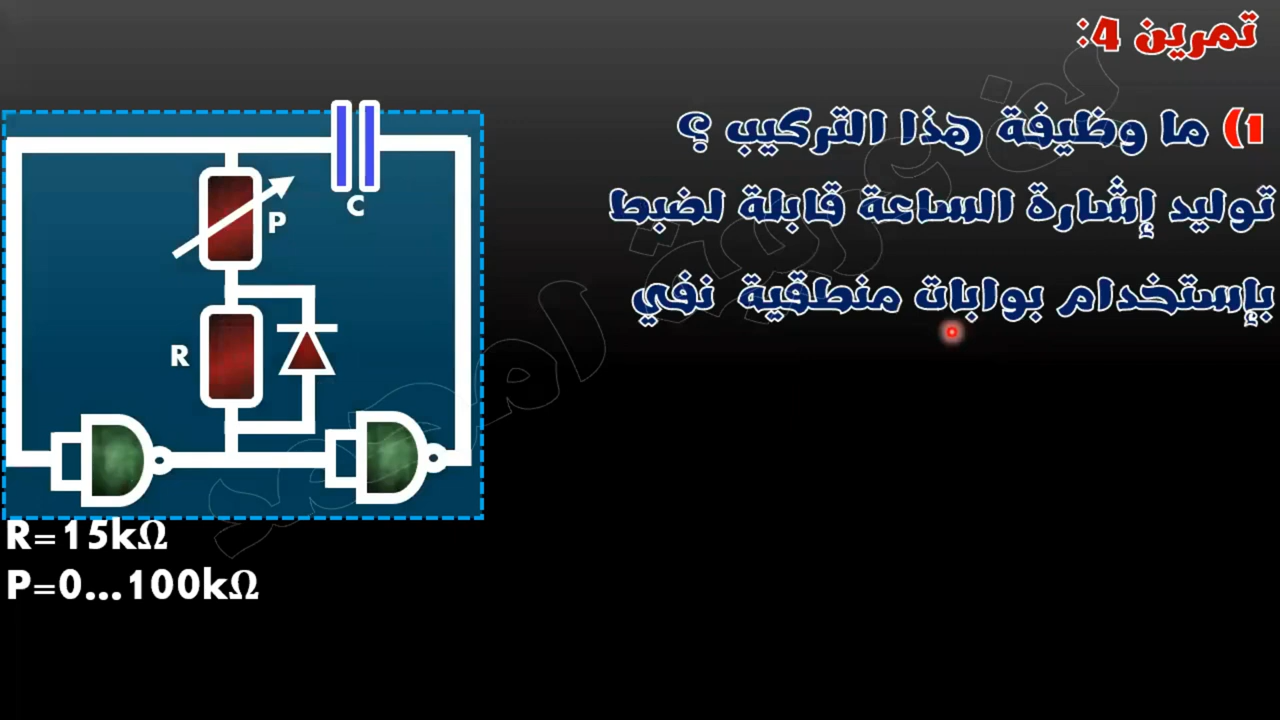 تمرين 4:
1) ما وظيفة هذا التركيب ؟
توليد إشارة الساعة قابلة لضبط
بإستخدام بوابات منطقية نفي
C
P
R
R=15kΩ
P=0...100kΩ